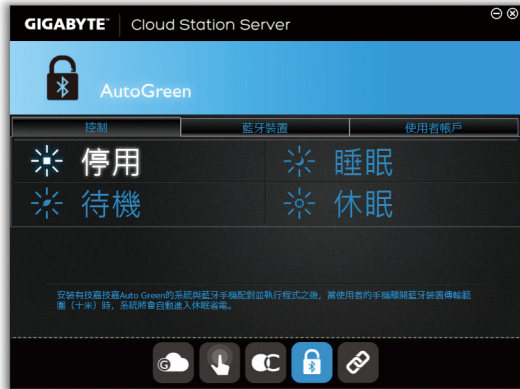 GIGABYTE™ Cloud Station Server
AutoGreen
控制 藍牙裝置 使用者帳戶
停用 睡眠
待機 休眠
安裝有技嘉技嘉Auto Green的系統與藍牙手機配對並執行程式之後，當使用者的手機離開藍牙裝置傳輸範
圍（十米）時，系統將會自動進入休眠省電。
G